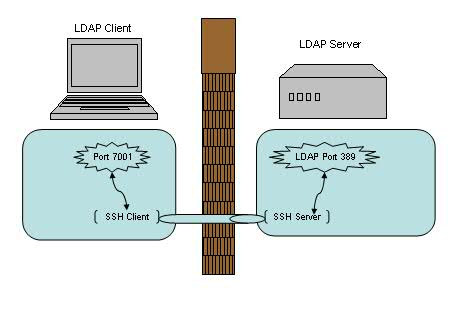 LDAP Client
LDAP Server
Port 7001
LDAP Port 389
SSH Client
SSH Server